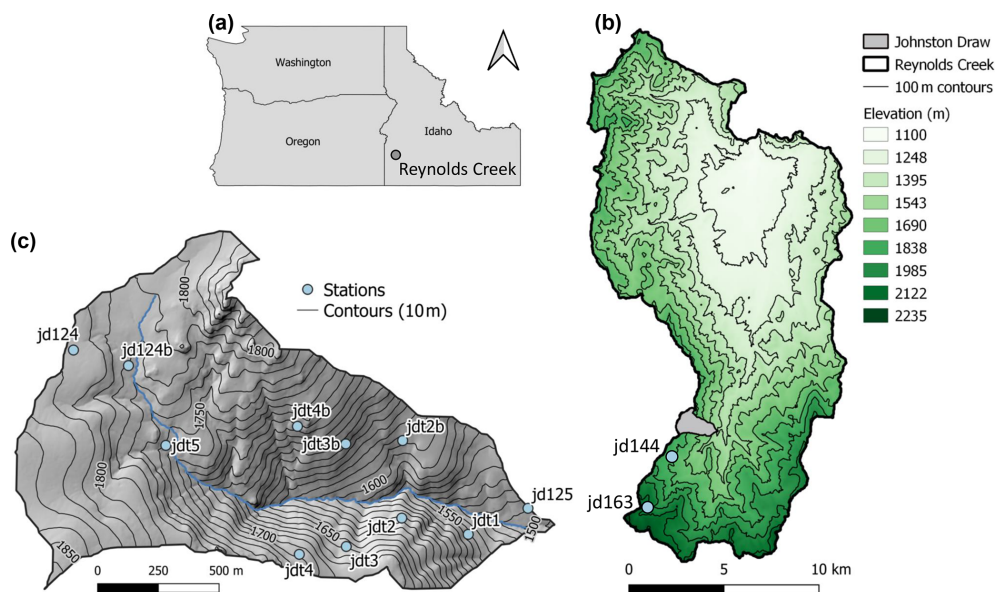 (a)
Washington
Oregon
Idaho
Reynolds Creek
(b)
Johnston Draw
Reynolds Creek
100 m contours
Elevation (m)
1100
1248
1395
1543
1690
1838
1985
2122
2235
jd144
jd163
0 5 10 km
(c)
Stations
Contours (10 m)
1800
jd124
jd124b
1800
1750
jdt4b
jdt2b
jdt3b
jdt5
1800
1600
jd125
1550
1500
jdt2
jdt1
1650
1700
jdt3
jdt4
1850
0 250 500 m